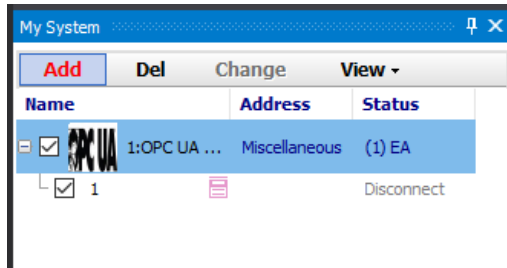 My System
Add Del Change View
Name Address Status
OPC UA 1:OPC UA ... Miscellaneous (1) EA
1 Disconnect